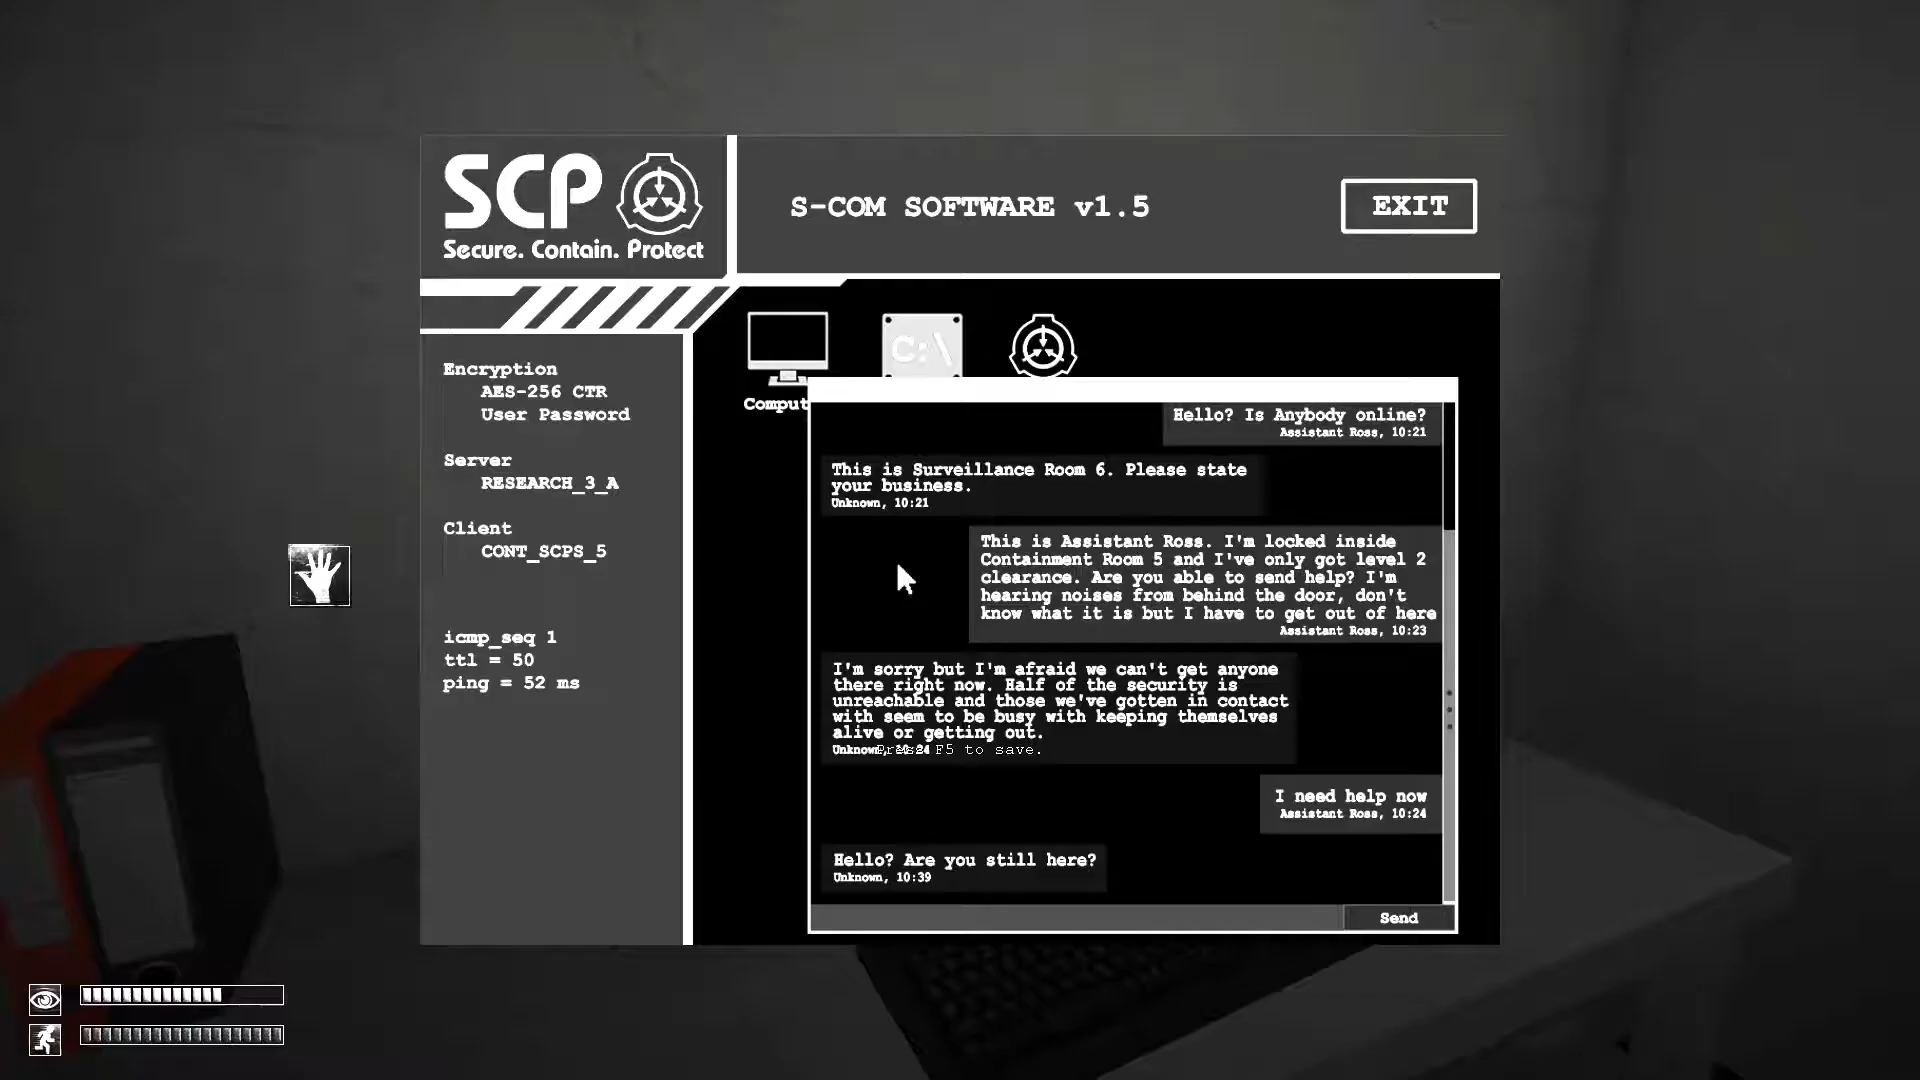 SCP
Secure. Contain. Protect
S-COM SOFTWARE v1.5
EXIT
Encryption
AES-256 CTR
User Password
Server
RESEARCH_3_A
Client
CONT_SCPS_5
icmp_seq 1
ttl = 50
ping = 52 ms
C:\
Comput
Hello? Is Anybody online?
Assistant Ross, 10:21
This is Surveillance Room 6. Please state
your business.
Unknown, 10:21
This is Assistant Ross. I'm locked inside
Containment Room 5 and I've only got level 2
clearance. Are you able to send help? I'm
hearing noises from behind the door, don't
know what it is but I have to get out of here
Assistant Ross, 10:23
I'm sorry but I'm afraid we can't get anyone
there right now. Half of the security is
unreachable and those we've gotten in contact
with seem to be busy with keeping themselves
alive or getting out.
Unknown, 10:24
Press F5 to save.
I need help now
Assistant Ross, 10:24
Hello? Are you still here?
Unknown, 10:39
Send